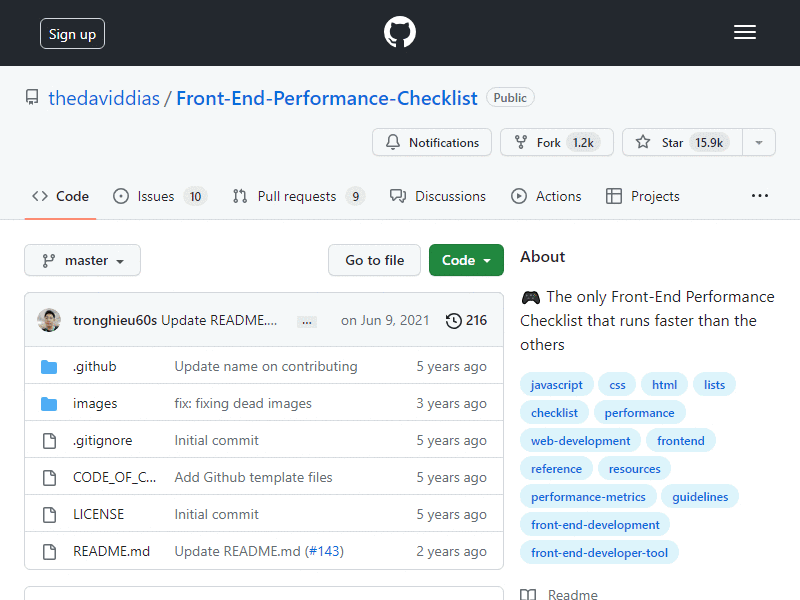 Sign up
thedaviddias / Front-End-Performance-Checklist Public
Notifications Fork 1.2k Star 15.9k
Code Issues 10 Pull requests 9 Discussions Actions Projects ...
master Go to file Code
tronghieu60s Update README.... ... on Jun 9, 2021 216
.github Update name on contributing 5 years ago
images fix: fixing dead images 3 years ago
.gitignore Initial commit 5 years ago
CODE_OF_C... Add Github template files 5 years ago
LICENSE Initial commit 5 years ago
README.md Update README.md (#143) 2 years ago
About
🎮 The only Front-End Performance
Checklist that runs faster than the
others
javascript css html lists
checklist performance
web-development frontend
reference resources
performance-metrics guidelines
front-end-development
front-end-developer-tool
Readme